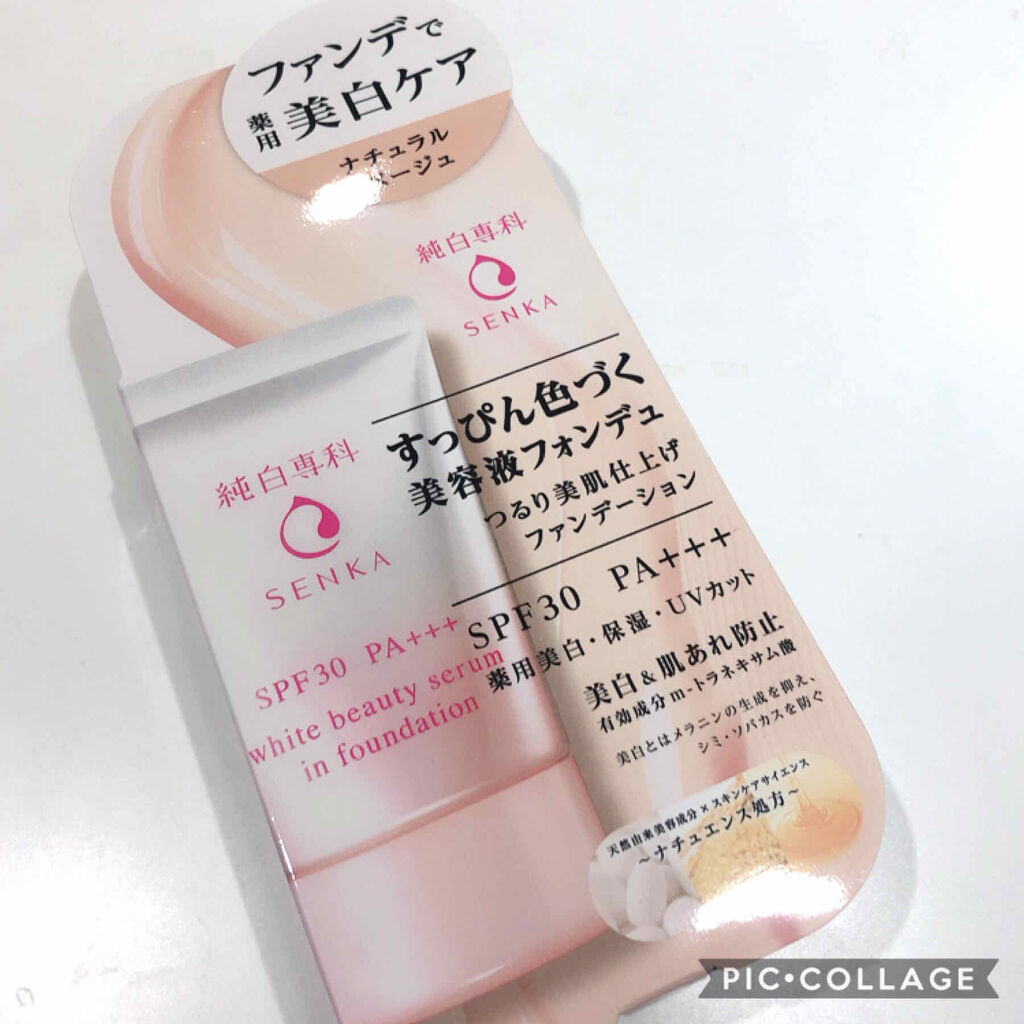 ファンデで
薬用 美白ケア
ナチュラル
ベージュ
純白専科
SENKA
すっぴん色づく
美容液フォンデュ
つるり美肌仕上げ
ファンデーション
SPF30 PA+++
薬用美白・保湿・UVカット
美白&肌あれ防止
有効成分m-トラネキサム酸
美白とはメラニンの生成を抑え、
シミ・ソバカスを防ぐ
天然由来美容成分×スキンケアサイエンス
~ナチュエンス処方~
純白専科
SENKA
SPF30 PA+++
white beauty serum
in foundation
PIC•COLLAGE